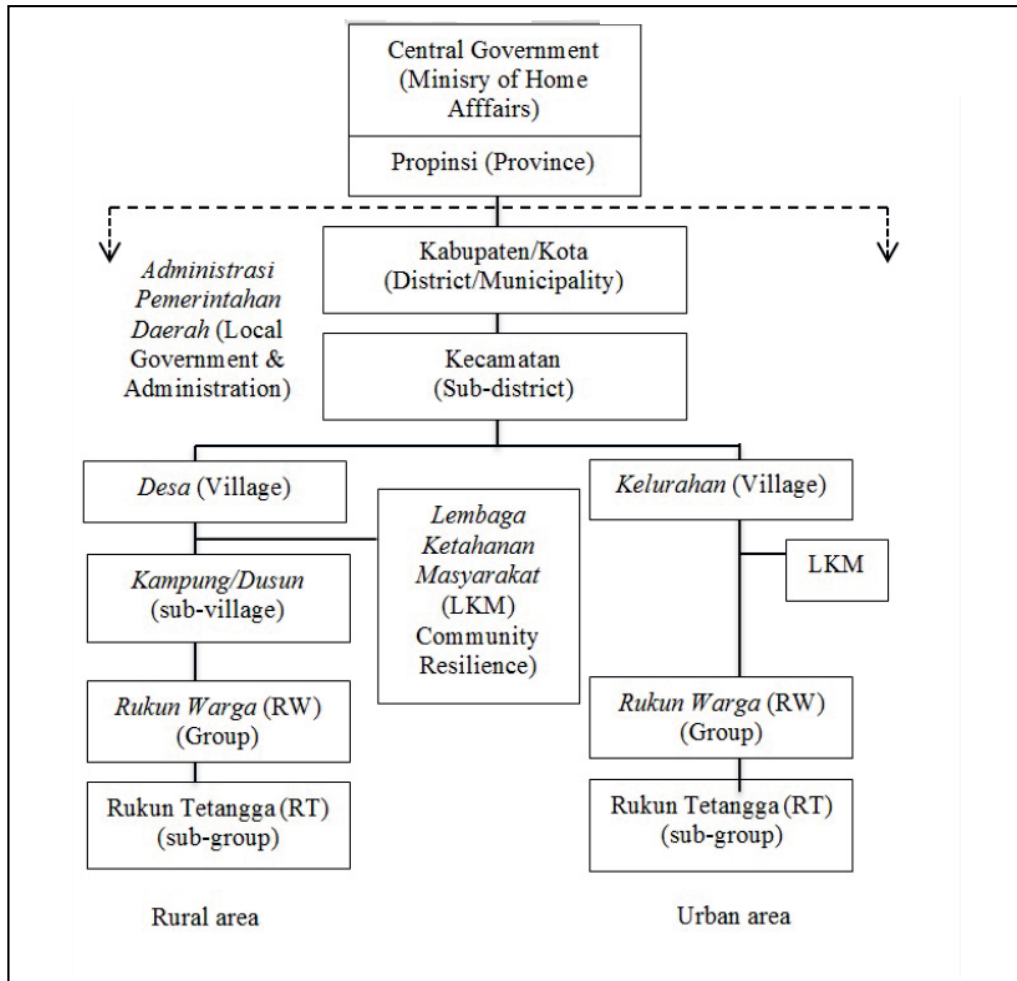 Central Government
(Minisry of Home
Afffairs)
Propinsi (Province)
Kabupaten/Kota
(District/Municipality)
Administrasi
Pemerintahan
Daerah (Local
Government &
Administration)
Kecamatan
(Sub-district)
Desa (Village)
Kelurahan (Village)
Lembaga
Ketahanan
Masyarakat
(LKM)
Community
Resilience)
LKM
Kampung/Dusun
(sub-village)
Rukun Warga (RW)
(Group)
Rukun Warga (RW)
(Group)
Rukun Tetangga (RT)
(sub-group)
Rukun Tetangga (RT)
(sub-group)
Rural area
Urban area